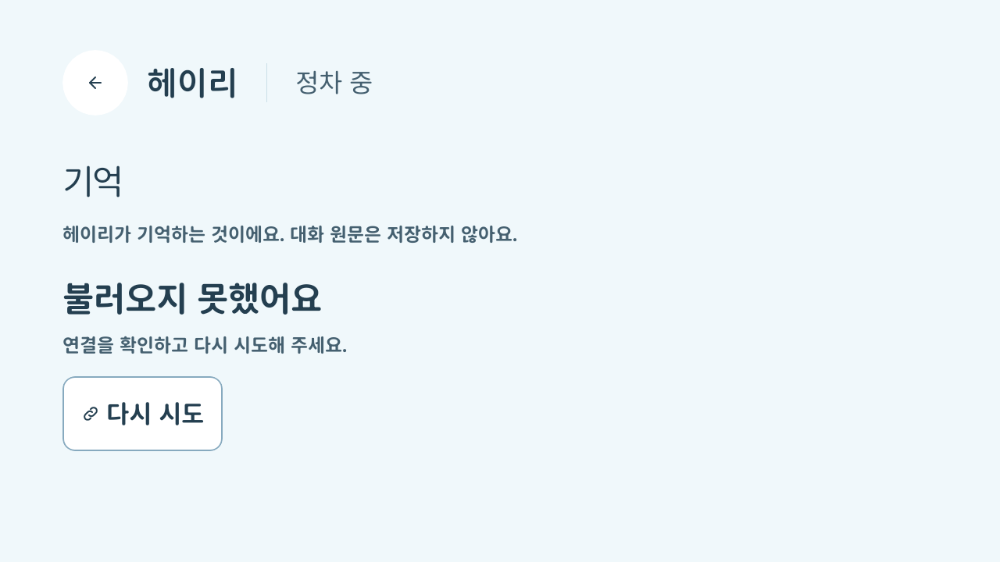 헤이리
정차 중
기억
헤이리가 기억하는 것이에요. 대화 원문은 저장하지 않아요.
불러오지 못했어요
연결을 확인하고 다시 시도해 주세요.
다시 시도